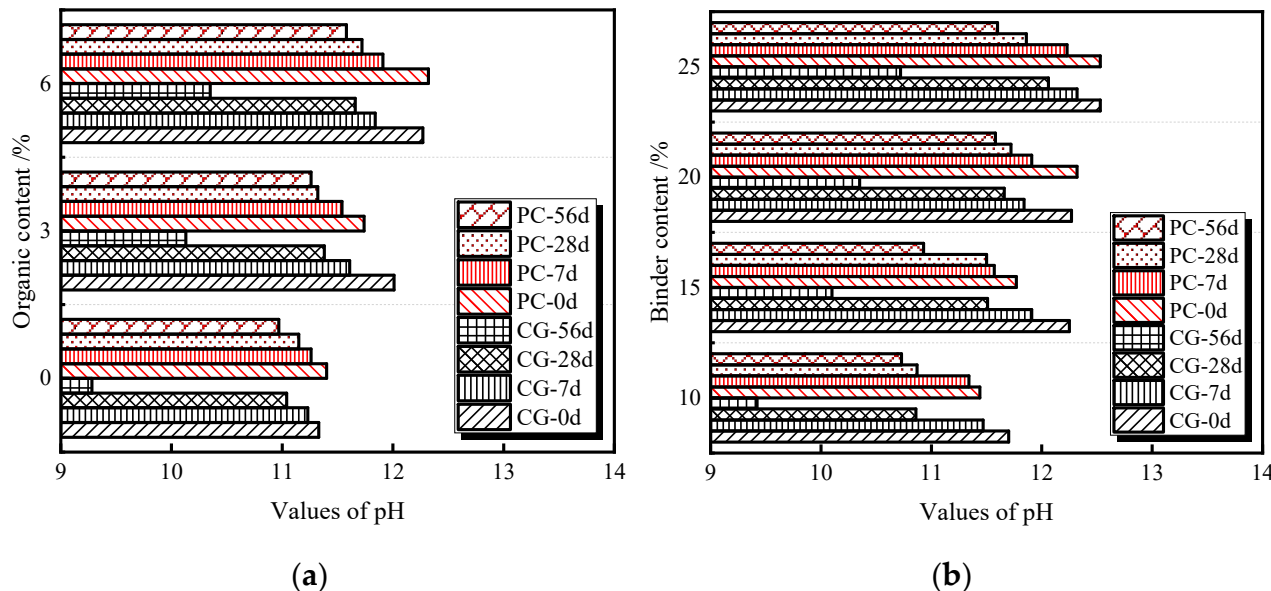 Organic content /%
6
3
0
PC-56d
PC-28d
PC-7d
PC-0d
CG-56d
CG-28d
CG-7d
CG-0d
9 10 11 12 13 14
Values of pH
(a)
Binder content /%
25
20
15
10
PC-56d
PC-28d
PC-7d
PC-0d
CG-56d
CG-28d
CG-7d
CG-0d
9 10 11 12 13 14
Values of pH
(b)